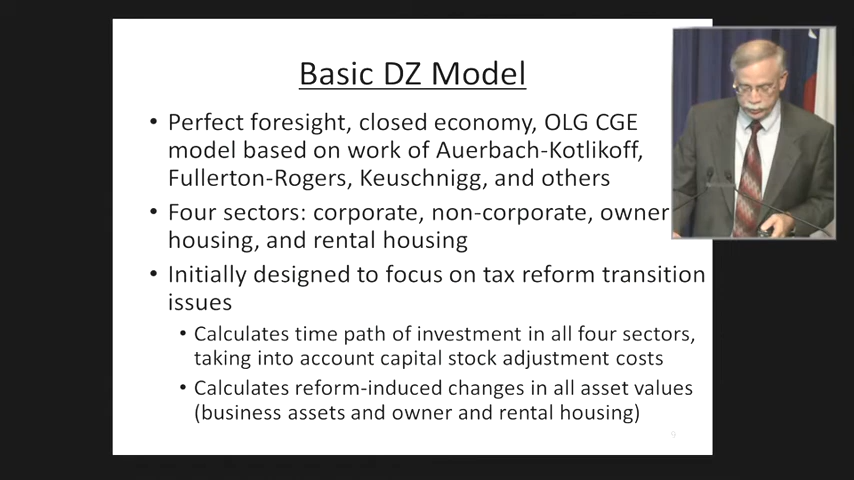 Basic DZ Model
• Perfect foresight, closed economy, OLG CGE
model based on work of Auerbach-Kotlikoff,
Fullerton-Rogers, Keuschnigg, and others
• Four sectors: corporate, non-corporate, owner
housing, and rental housing
• Initially designed to focus on tax reform transition
issues
• Calculates time path of investment in all four sectors,
taking into account capital stock adjustment costs
• Calculates reform-induced changes in all asset values
(business assets and owner and rental housing)
9